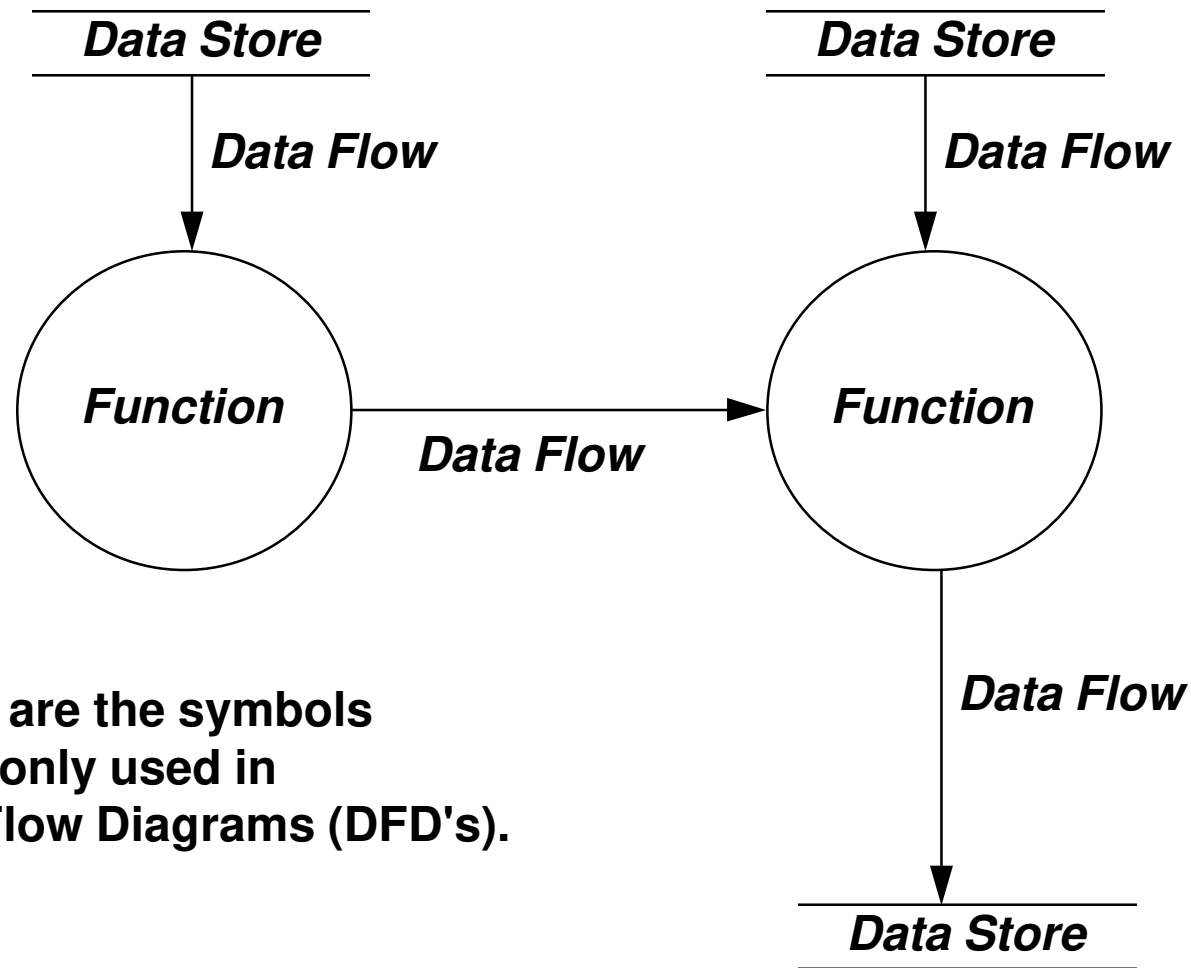 Data Store
Data Store
Data Flow
Data Flow
Function
Function
Data Flow
Data Flow
are the symbols
only used in
Flow Diagrams (DFD's).
Data Store